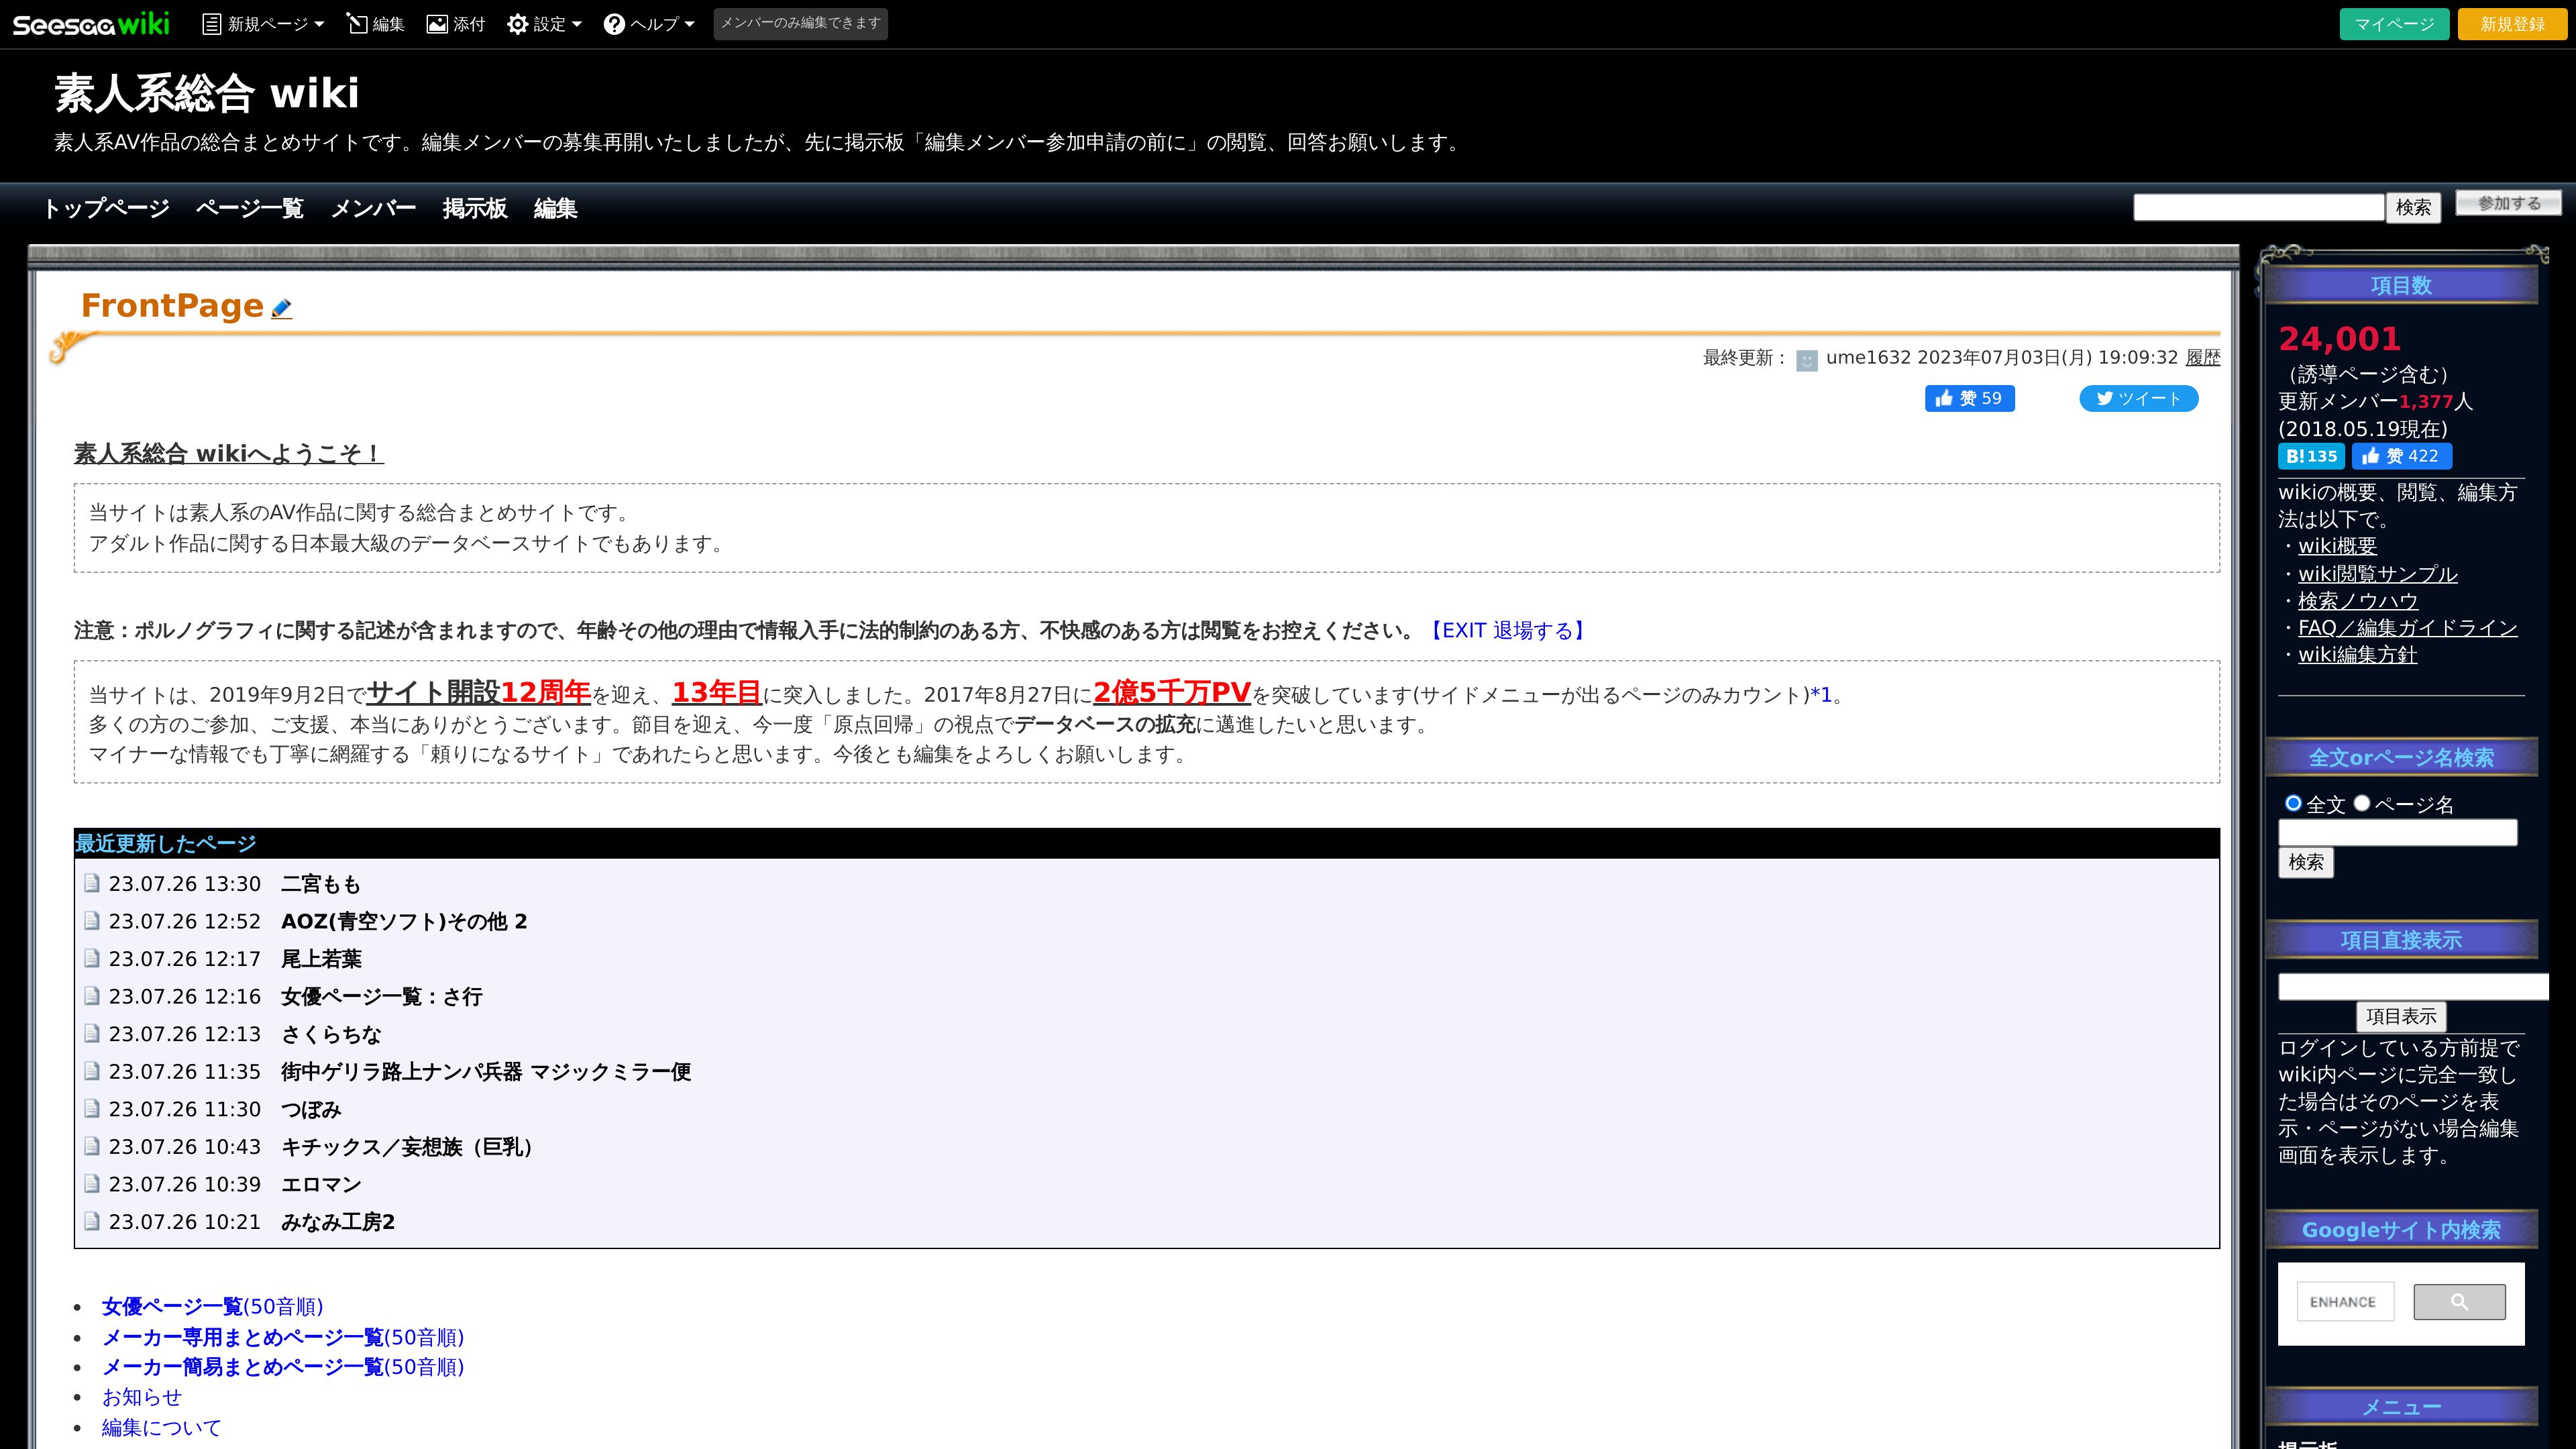 Seesaa wiki 新規ページ 編集 添付 設定 ヘルプ メンバーのみ編集できます マイページ 新規登録
素人系総合 wiki
素人系AV作品の総合まとめサイトです。編集メンバーの募集再開いたしましたが、先に掲示板「編集メンバー参加申請の前に」の閲覧、回答お願いします。
トップページ ページ一覧 メンバー 掲示板 編集 検索 参加する
FrontPage
最終更新： ume1632 2023年07月03日(月) 19:09:32 履歴
赞 59 ツイート
素人系総合 wikiへようこそ！
当サイトは素人系のAV作品に関する総合まとめサイトです。
アダルト作品に関する日本最大級のデータベースサイトでもあります。
注意：ポルノグラフィに関する記述が含まれますので、年齢その他の理由で情報入手に法的制約のある方、不快感のある方は閲覧をお控えください。【EXIT 退場する】
当サイトは、2019年9月2日でサイト開設12周年を迎え、13年目に突入しました。2017年8月27日に2億5千万PVを突破しています(サイドメニューが出るページのみカウント)*1。
多くの方のご参加、ご支援、本当にありがとうございます。節目を迎え、今一度「原点回帰」の視点でデータベースの拡充に邁進したいと思います。
マイナーな情報でも丁寧に網羅する「頼りになるサイト」であれたらと思います。今後とも編集をよろしくお願いします。
最近更新したページ
23.07.26 13:30 二宮もも
23.07.26 12:52 AOZ(青空ソフト)その他 2
23.07.26 12:17 尾上若葉
23.07.26 12:16 女優ページ一覧：さ行
23.07.26 12:13 さくらちな
23.07.26 11:35 街中ゲリラ路上ナンパ兵器 マジックミラー便
23.07.26 11:30 つぼみ
23.07.26 10:43 キチックス／妄想族（巨乳）
23.07.26 10:39 エロマン
23.07.26 10:21 みなみ工房2
女優ページ一覧(50音順)
メーカー専用まとめページ一覧(50音順)
メーカー簡易まとめページ一覧(50音順)
お知らせ
編集について
項目数
24,001
（誘導ページ含む）
更新メンバー1,377人
(2018.05.19現在)
B! 135 赞 422
wikiの概要、閲覧、編集方
法は以下で。
・wiki概要
・wiki閲覧サンプル
・検索ノウハウ
・FAQ／編集ガイドライン
・wiki編集方針
全文orページ名検索
全文 ページ名
検索
項目直接表示
項目表示
ログインしている方前提で
wiki内ページに完全一致し
た場合はそのページを表
示・ページがない場合編集
画面を表示します。
Googleサイト内検索
ENHANCE
メニュー